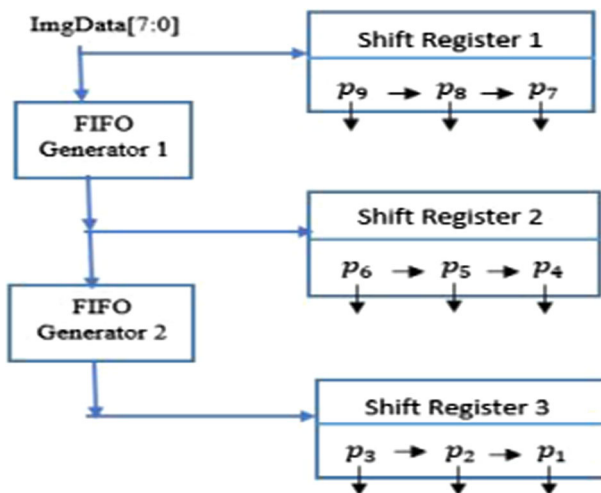 ImgData[7:0]
Shift Register 1
p₉ → p₈ → p₇
FIFO
Generator 1
Shift Register 2
p₆ → p₅ → p₄
FIFO
Generator 2
Shift Register 3
p₃ → p₂ → p₁